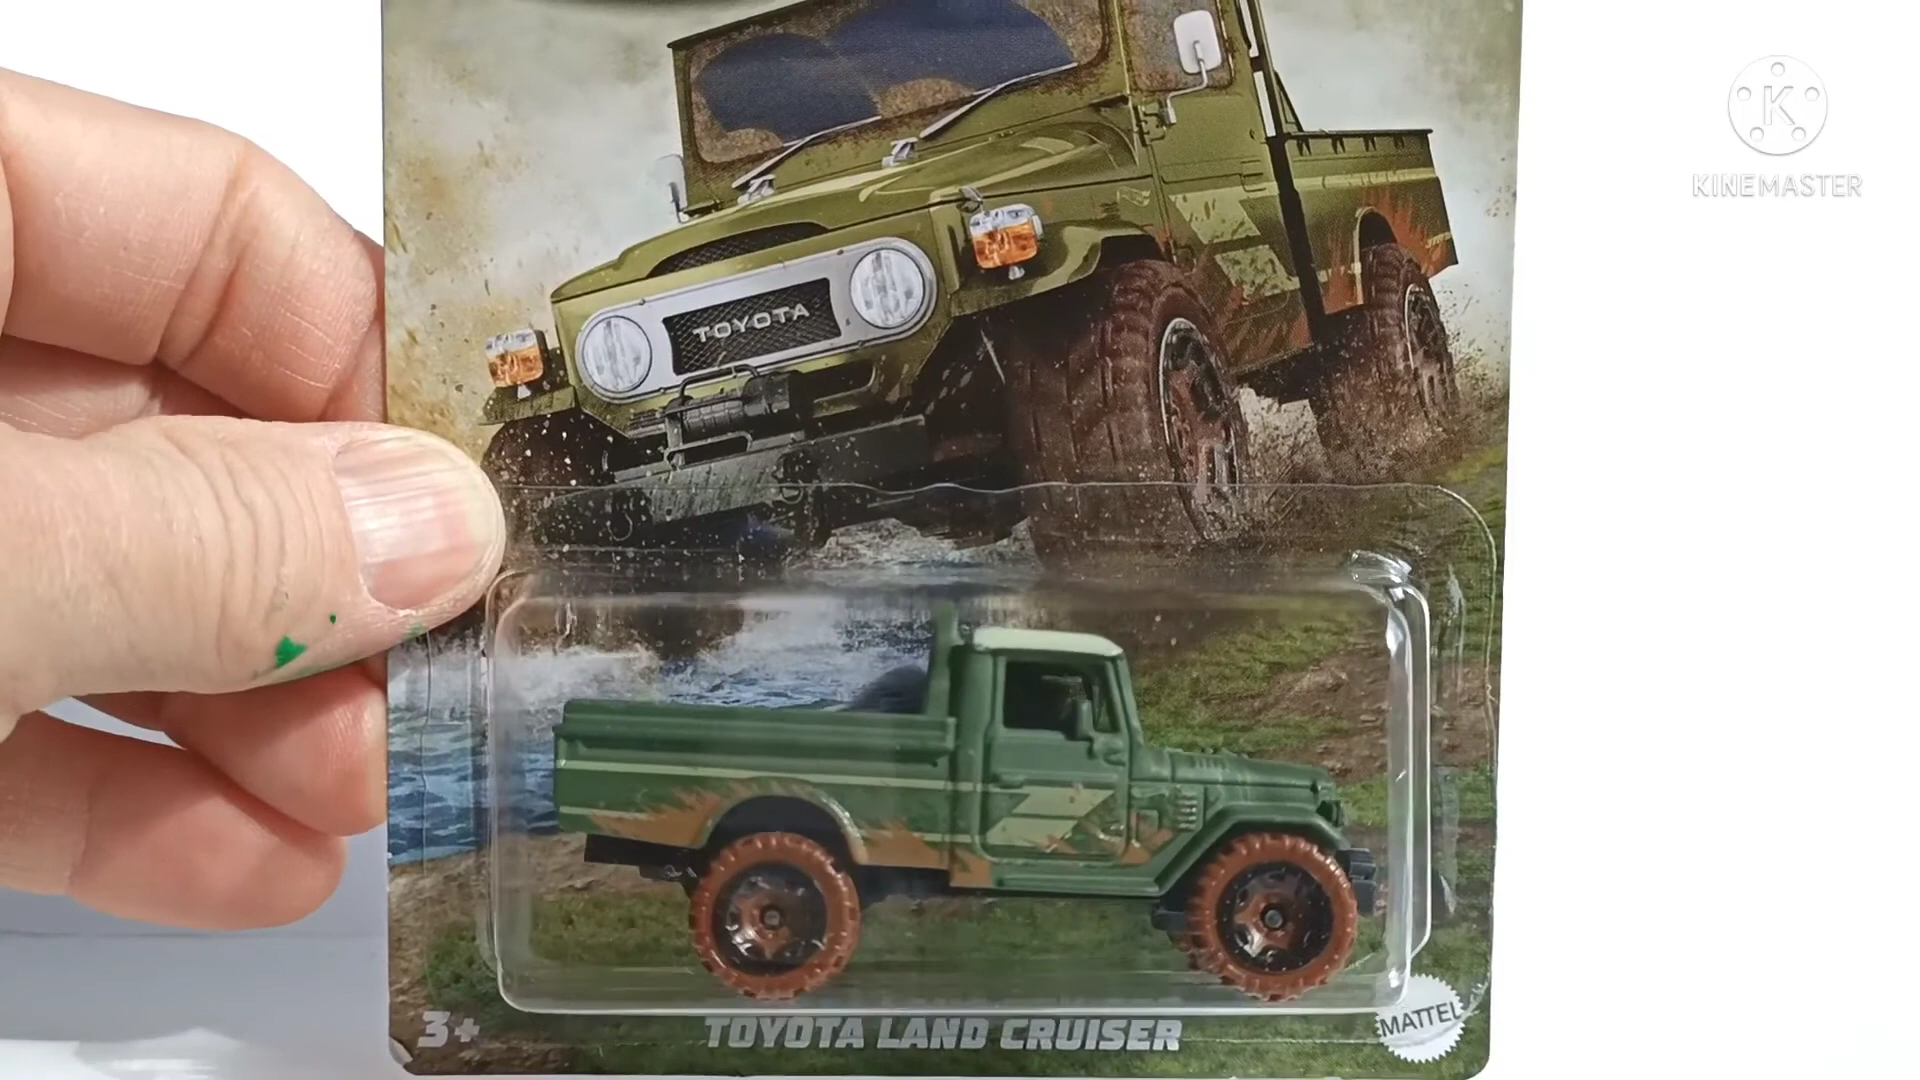 KINEMASTER
TOYOTA
3+
TOYOTA LAND CRUISER
MATTEL